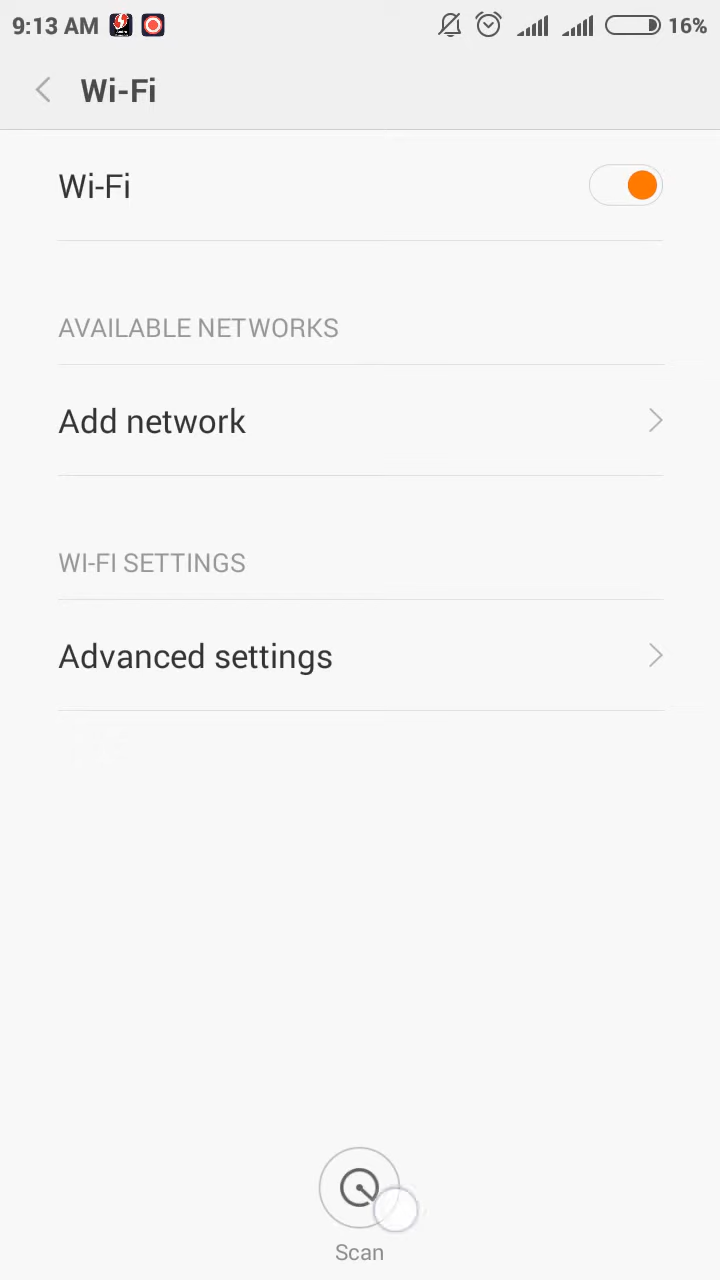 9:13 AM 16%
Wi-Fi
Wi-Fi
AVAILABLE NETWORKS
Add network
WI-FI SETTINGS
Advanced settings
Scan